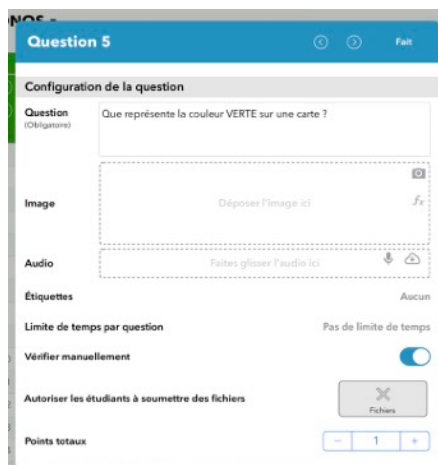 Question 5
Fait
Configuration de la question
Question
(Obligatoire)
Que représente la couleur VERTE sur une carte ?
Image
Déposer l'image ici
fx
Audio
Faites glisser l'audio ici
Étiquettes
Aucun
Limite de temps par question
Pas de limite de temps
Vérifier manuellement
Autoriser les étudiants à soumettre des fichiers
Fichiers
Points totaux
− 1 +